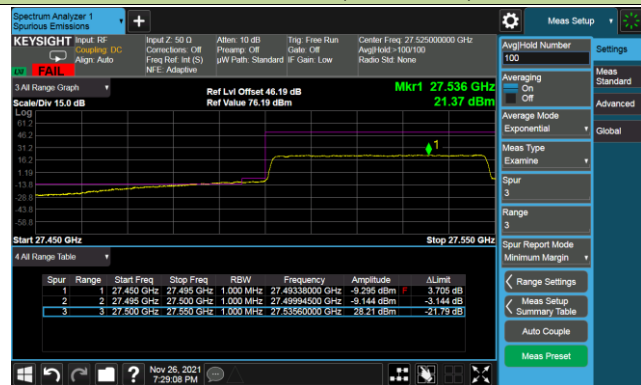 Spectrum Analyzer 1
Spurious Emissions
Meas Setup
KEYSIGHT Input: RF
Coupling: DC
Align: Auto
Input Z: 50 Ω
Corrections: Off
Freq Ref: Int (S)
NFE: Adaptive
Atten: 10 dB
Preamp: Off
µW Path: Standard
Trig: Free Run
Gate: Off
IF Gain: Low
Center Freq: 27.525000000 GHz
Avg|Hold:>100/100
Radio Std: None
FAIL
3 All Range Graph
Scale/Div 15.0 dB
Ref Lvl Offset 46.19 dB
Ref Value 76.19 dBm
Mkr1 27.536 GHz
21.37 dBm
Log
61.2
46.2
31.2
16.2
1.19
-13.8
-28.8
-43.8
-58.8
1
Start 27.450 GHz
Stop 27.550 GHz
4 All Range Table
Spur Range Start Freq Stop Freq RBW Frequency Amplitude ΔLimit
1 1 27.450 GHz 27.495 GHz 1.000 MHz 27.49338000 GHz -9.295 dBm F 3.705 dB
2 2 27.495 GHz 27.500 GHz 1.000 MHz 27.49994500 GHz -9.144 dBm -3.144 dB
3 3 27.500 GHz 27.550 GHz 1.000 MHz 27.53560000 GHz 28.21 dBm -21.79 dB
Avg|Hold Number
100
Averaging
On
Off
Average Mode
Exponential
Meas Type
Examine
Spur
3
Range
3
Spur Report Mode
Minimum Margin
Range Settings
Meas Setup
Summary Table
Auto Couple
Meas Preset
Settings
Meas
Standard
Advanced
Global
Nov 26, 2021
7:29:08 PM